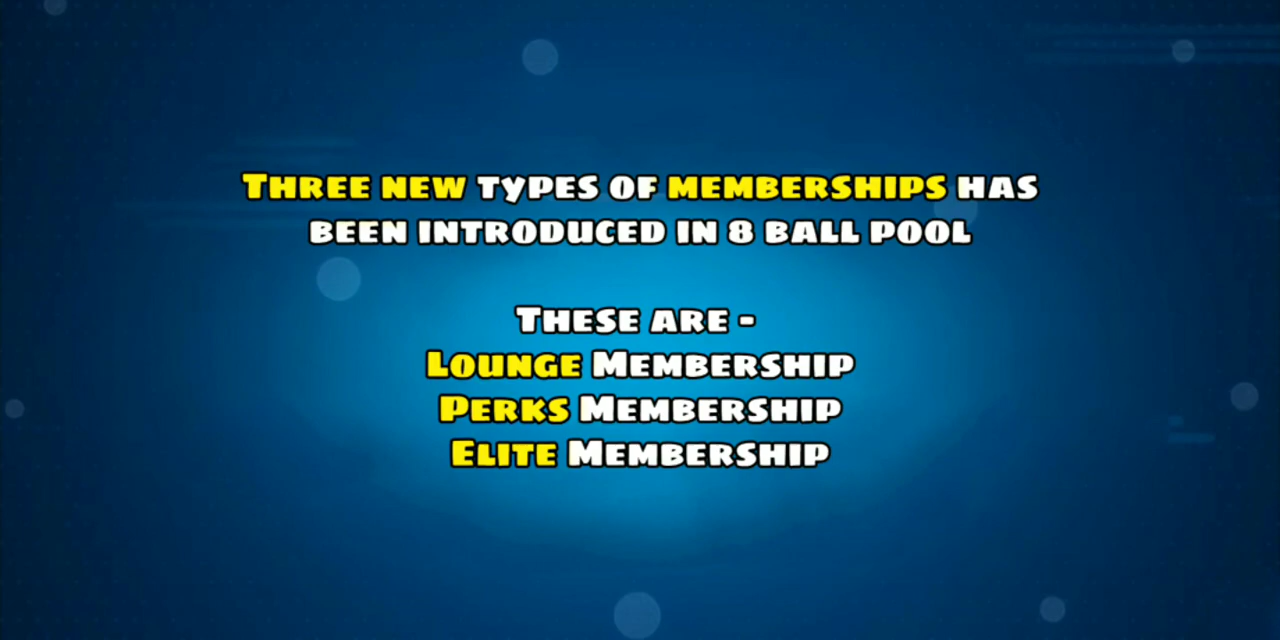 Three new types of memberships has
been introduced in 8 ball pool
These are -
Lounge Membership
Perks Membership
Elite Membership